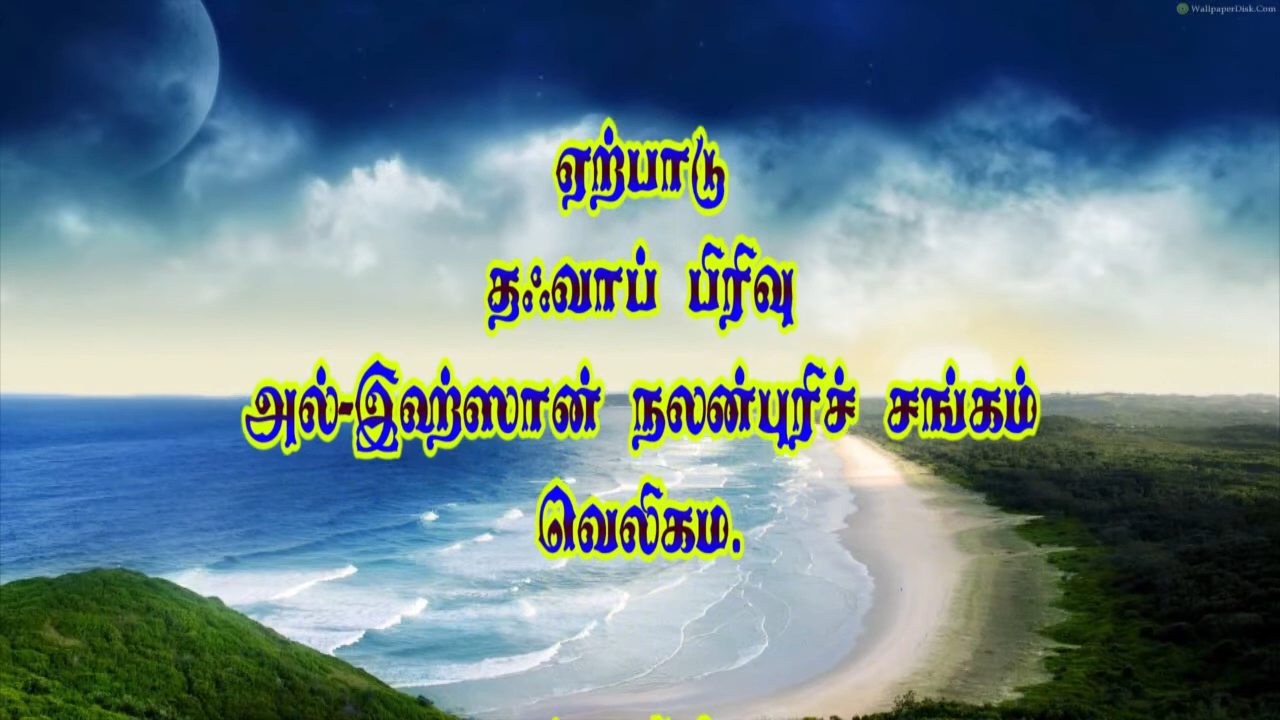 WallpaperDisk.Com
ஏற்பாடு
தஃவாப் பிரிவு
அல்-இஹ்ஸான் நலன்புரிச் சங்கம்
வெலிகம.